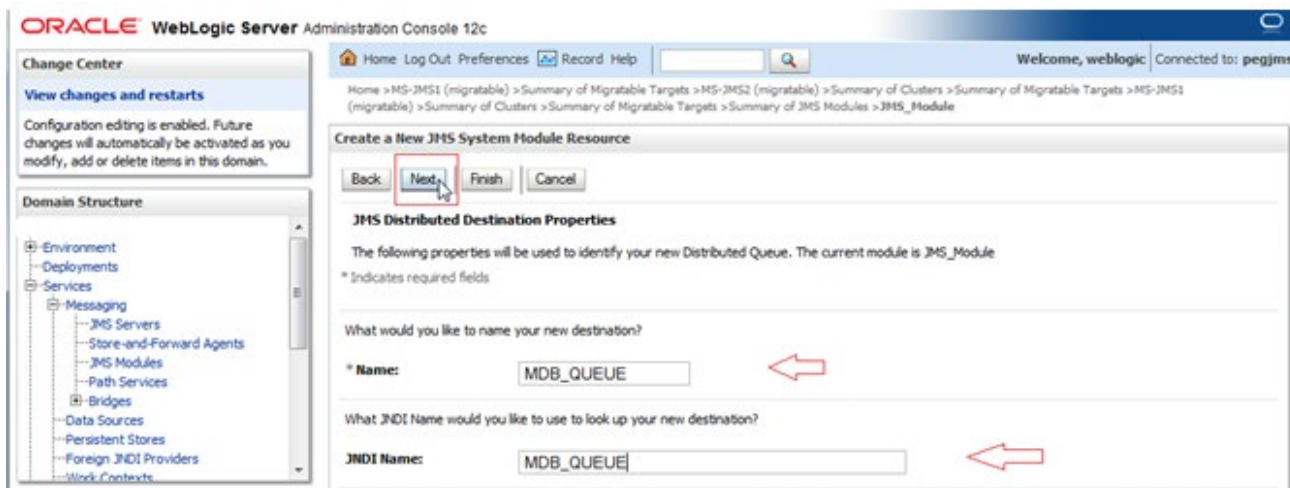 ORACLE WebLogic Server Administration Console 12c
Change Center
View changes and restarts
Configuration editing is enabled. Future
changes will automatically be activated as you
modify, add or delete items in this domain.
Domain Structure
Environment
Deployments
Services
Messaging
JMS Servers
Store-and-Forward Agents
JMS Modules
Path Services
Bridges
Data Sources
Persistent Stores
Foreign JNDI Providers
Work Contexts
Home Log Out Preferences Record Help
Welcome, weblogic Connected to: pegjms
Home >MS-JMS1 (migratable) >Summary of Migratable Targets >MS-JMS2 (migratable) >Summary of Clusters >Summary of Migratable Targets >MS-JMS1
(migratable) >Summary of Clusters >Summary of Migratable Targets >Summary of JMS Modules >JMS_Module
Create a New JMS System Module Resource
Back Next Finish Cancel
JMS Distributed Destination Properties
The following properties will be used to identify your new Distributed Queue. The current module is JMS_Module
* Indicates required fields
What would you like to name your new destination?
* Name: MDB_QUEUE
What JNDI Name would you like to use to look up your new destination?
JNDI Name: MDB_QUEUE